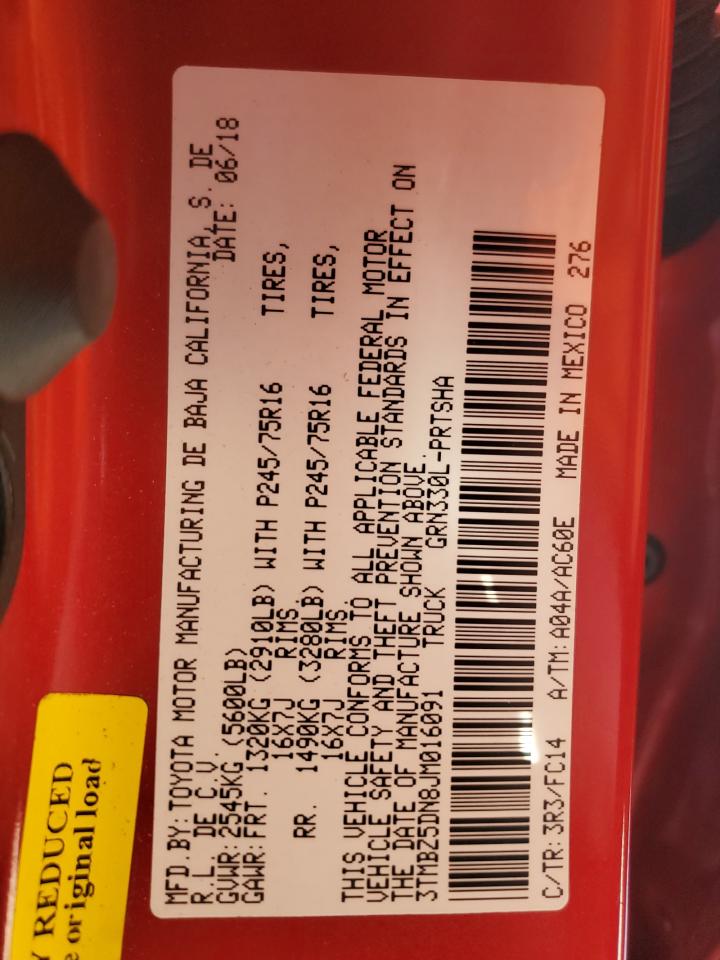 MFD.BY:TOYOTA MOTOR MANUFACTURING DE BAJA CALIFORNIA, S. DE
R.L. DE C.V. DATE: 06/18
GVWR:2545KG (5600LB)
GAWR:FRT. 1320KG (2910LB) WITH P245/75R16 TIRES,
16X7J RIMS.
RR. 1490KG (3280LB) WITH P245/75R16 TIRES,
16X7J RIMS.
THIS VEHICLE CONFORMS TO ALL APPLICABLE FEDERAL MOTOR
VEHICLE SAFETY AND THEFT PREVENTION STANDARDS IN EFFECT ON
THE DATE OF MANUFACTURE SHOWN ABOVE.
3TMBZ5DN8JM016091 TRUCK GRN330L-PRTSHA
C/TR:3R3/FC14 A/TM:A04A/AC60E MADE IN MEXICO 276
Y REDUCED
e original load